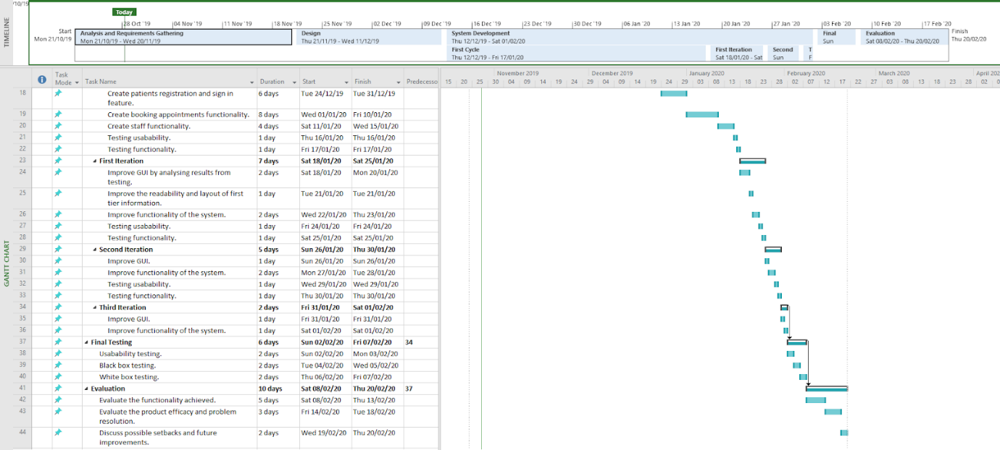 /10/19
Today
28 Oct '19 04 Nov '19 11 Nov '19 18 Nov '19 25 Nov '19 02 Dec '19 09 Dec '19 16 Dec '19 23 Dec '19 30 Dec '19 06 Jan '20 13 Jan '20 20 Jan '20 27 Jan '20 03 Feb '20 10 Feb '20 17 Feb '20
TIMELINE
Start
Mon 21/10/19
Analysis and Requirements Gathering
Mon 21/10/19 - Wed 20/11/19
Design
Thu 21/11/19 - Wed 11/12/19
System Development
Thu 12/12/19 - Sat 01/02/20
Final
Sun
Evaluation
Sat 08/02/20 - Thu 20/02/20
Finish
Thu 20/02/20
First Cycle
Thu 12/12/19 - Fri 17/01/20
First Iteration
Sat 18/01/20 - Sat
Second
Sun
T
F
GANTT CHART
Task Mode Task Name Duration Start Finish Predecesso
November 2019 December 2019 January 2020 February 2020 March 2020 April 202
15 20 25 30 04 09 14 19 24 29 04 09 14 19 24 29 03 08 13 18 23 28 02 07 12 17 22 27 03 08 13 18 23 28 02 0
18 Create patients registration and sign in 6 days Tue 24/12/19 Tue 31/12/19
feature.
19 Create booking appointments functionality. 8 days Wed 01/01/20 Fri 10/01/20
20 Create staff functionality. 4 days Sat 11/01/20 Wed 15/01/20
21 Testing usabability. 1 day Thu 16/01/20 Thu 16/01/20
22 Testing functionality. 1 day Fri 17/01/20 Fri 17/01/20
23 First Iteration 7 days Sat 18/01/20 Sat 25/01/20
24 Improve GUI by analysing results from 2 days Sat 18/01/20 Mon 20/01/20
testing.
25 Improve the readability and layout of first 1 day Tue 21/01/20 Tue 21/01/20
tier information.
26 Improve functionality of the system. 2 days Wed 22/01/20 Thu 23/01/20
27 Testing usabability. 1 day Fri 24/01/20 Fri 24/01/20
28 Testing functionality. 1 day Sat 25/01/20 Sat 25/01/20
29 Second Iteration 5 days Sun 26/01/20 Thu 30/01/20
30 Improve GUI. 1 day Sun 26/01/20 Sun 26/01/20
31 Improve functionality of the system. 2 days Mon 27/01/20 Tue 28/01/20
32 Testing usabability. 1 day Wed 29/01/20 Wed 29/01/20
33 Testing functionality. 1 day Thu 30/01/20 Thu 30/01/20
34 Third Iteration 2 days Fri 31/01/20 Sat 01/02/20
35 Improve GUI. 1 day Fri 31/01/20 Fri 31/01/20
36 Improve functionality of the system. 1 day Sat 01/02/20 Sat 01/02/20
37 Final Testing 6 days Sun 02/02/20 Fri 07/02/20 34
38 Usabability testing. 2 days Sun 02/02/20 Mon 03/02/20
39 Black box testing. 2 days Tue 04/02/20 Wed 05/02/20
40 White box testing. 2 days Thu 06/02/20 Fri 07/02/20
41 Evaluation 10 days Sat 08/02/20 Thu 20/02/20 37
42 Evaluate the functionality achieved. 5 days Sat 08/02/20 Thu 13/02/20
43 Evaluate the product efficacy and problem 3 days Fri 14/02/20 Tue 18/02/20
resolution.
44 Discuss possible setbacks and future 2 days Wed 19/02/20 Thu 20/02/20
improvements.